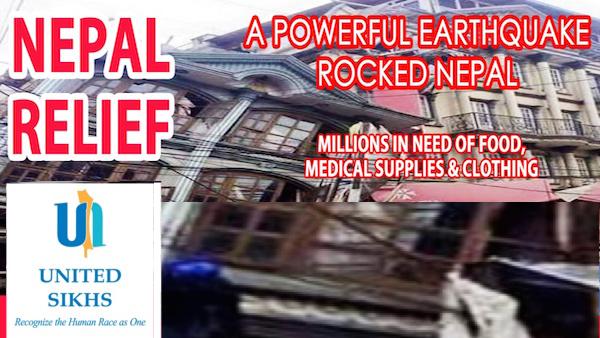 NEPAL
RELIEF
A POWERFUL EARTHQUAKE
ROCKED NEPAL
MILLIONS IN NEED OF FOOD,
MEDICAL SUPPLIES & CLOTHING
UNITED
SIKHS
Recognize the Human Race as One